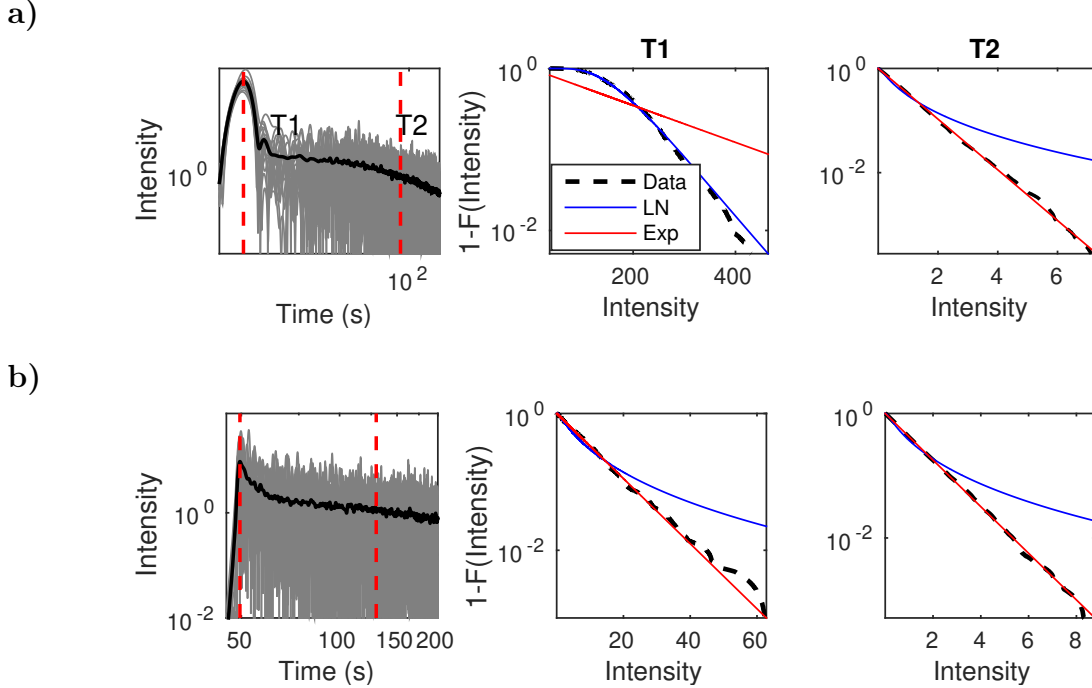 a)
T1
T2
Intensity
10^0
T1
T2
10^2
Time (s)
1-F(Intensity)
10^0
10^-2
Data
LN
Exp
200
400
Intensity
10^0
10^-2
2
4
6
Intensity
b)
Intensity
10^0
10^-2
50
100
150
200
Time (s)
1-F(Intensity)
10^0
10^-2
20
40
60
Intensity
10^0
10^-2
2
4
6
8
Intensity